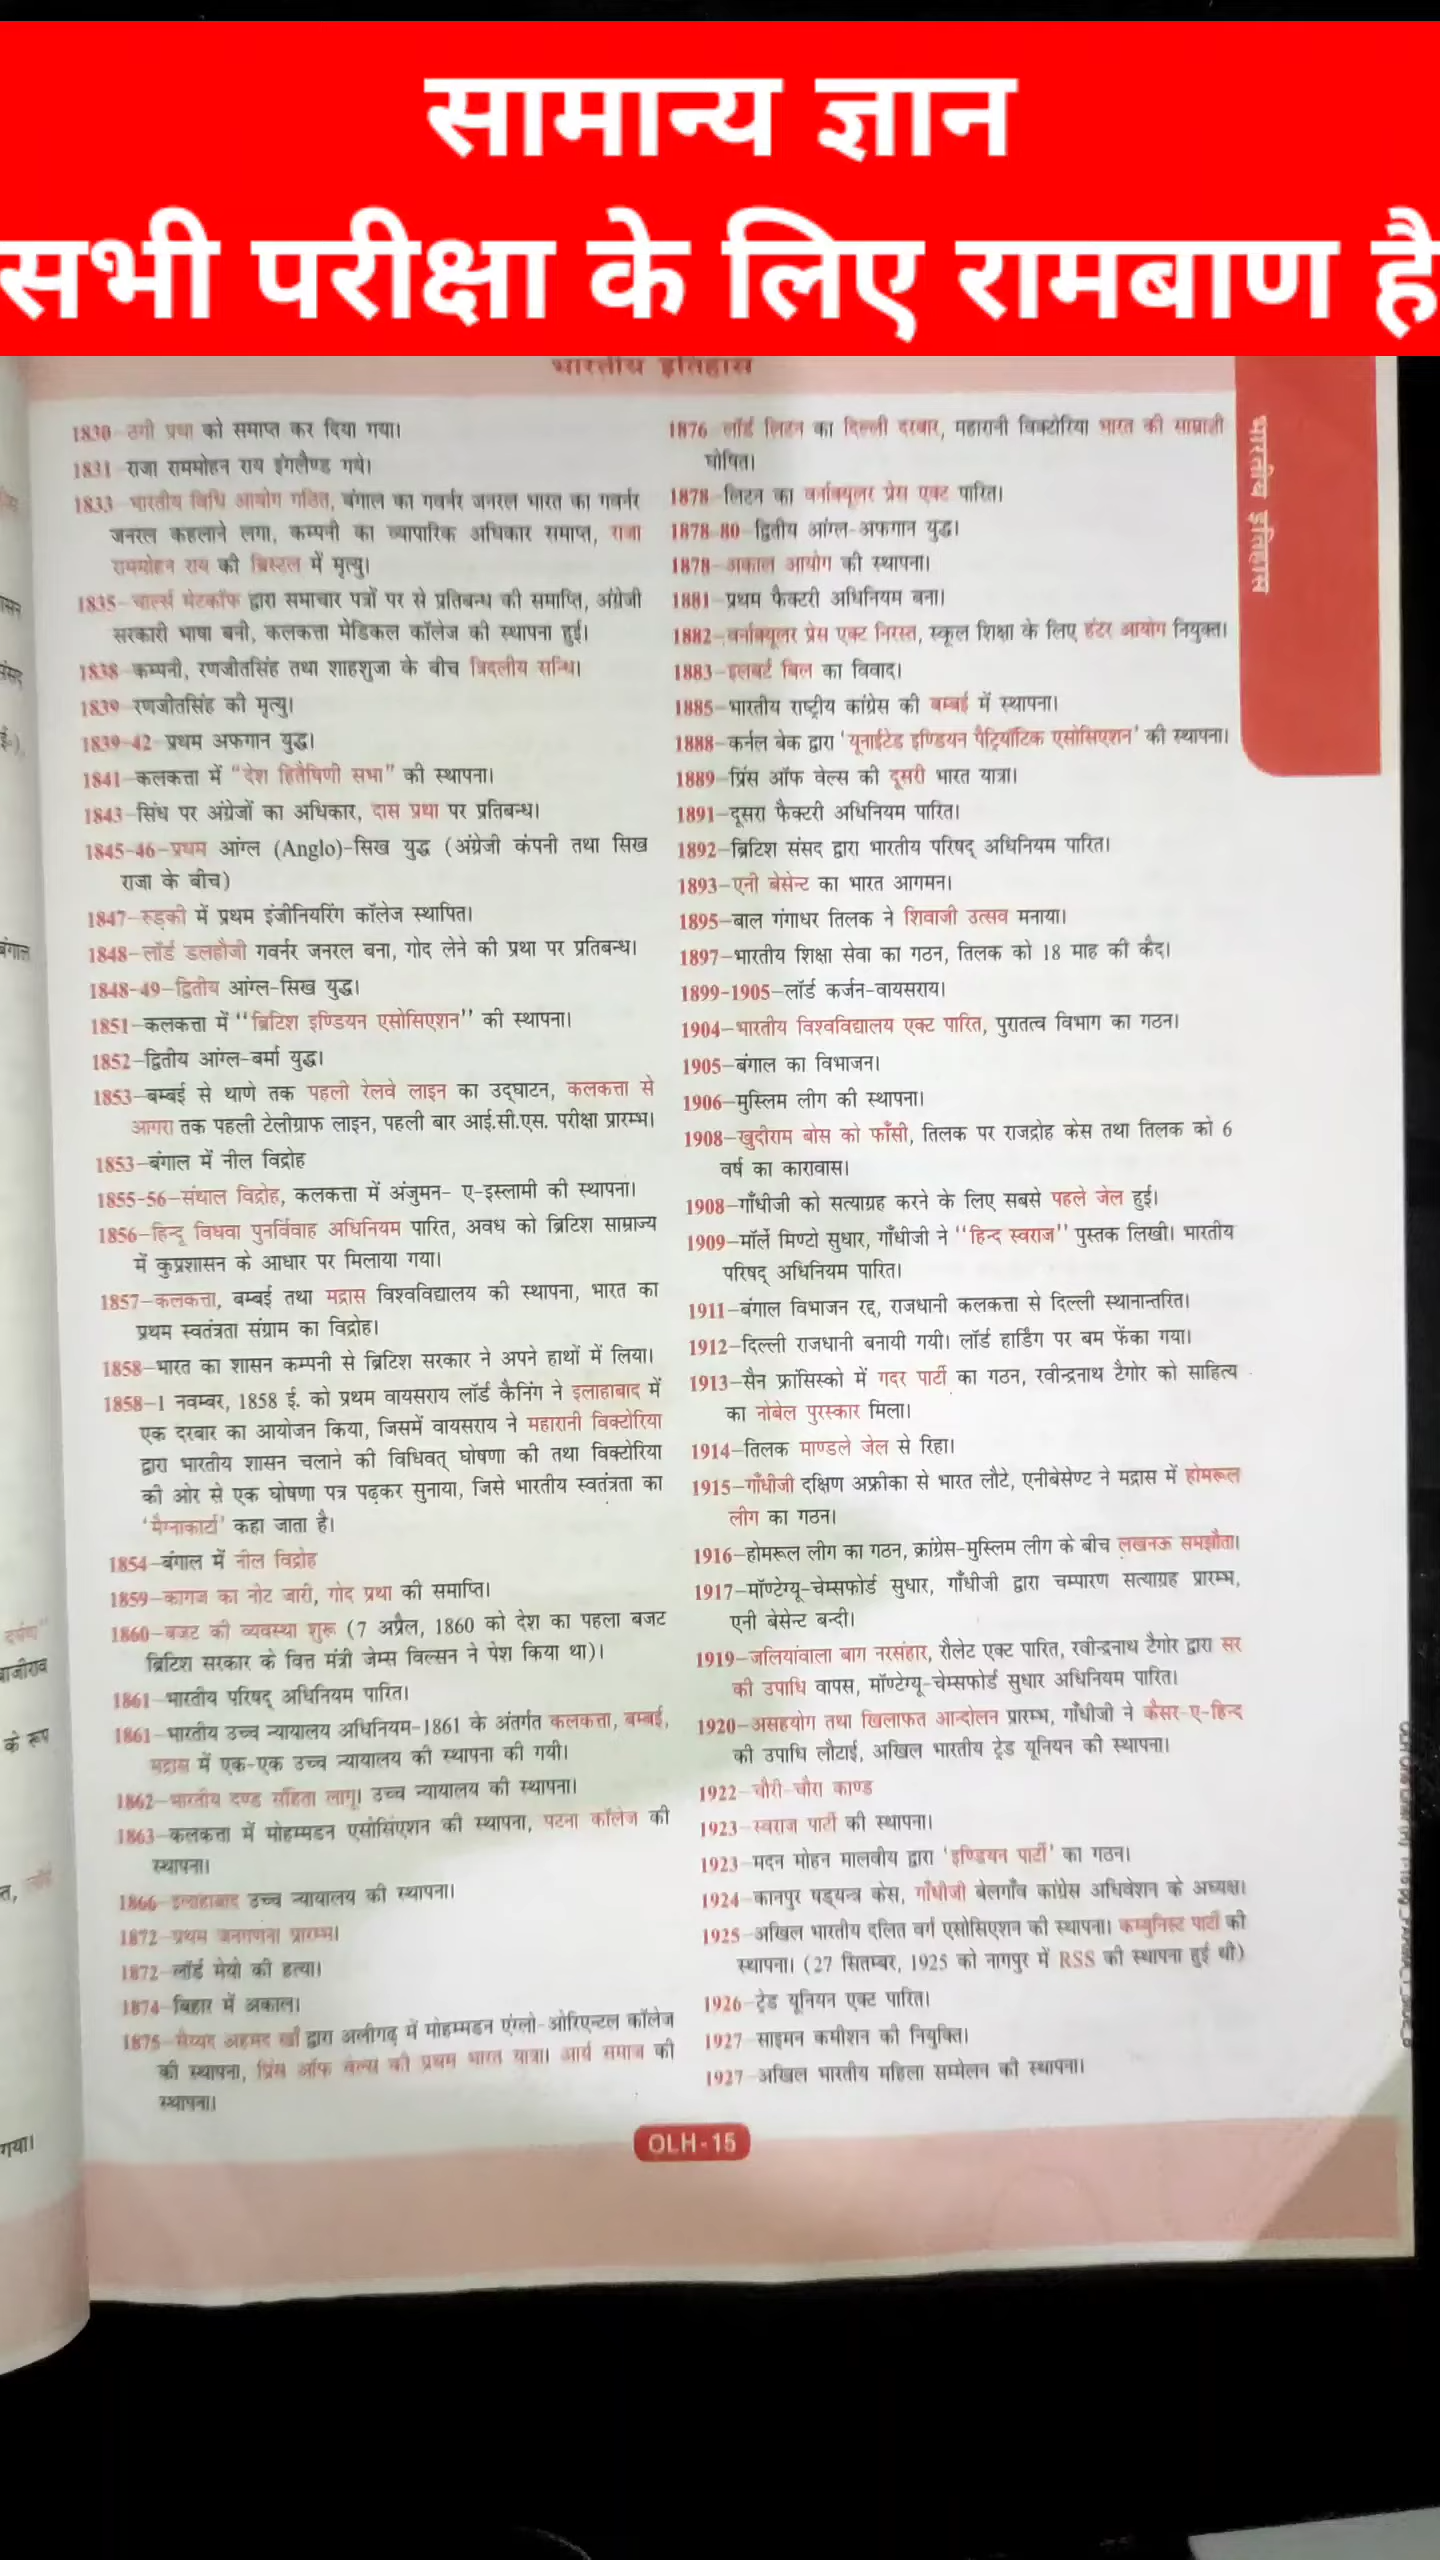 सामान्य ज्ञान
सभी परीक्षा के लिए रामबाण है
भारतीय इतिहास
1830-ठगी प्रथा को समाप्त कर दिया गया।
1831-राजा राममोहन राय इंगलैण्ड गये।
1833-भारतीय विधि आयोग गठित, बंगाल का गवर्नर जनरल भारत का गवर्नर
जनरल कहलाने लगा, कम्पनी का व्यापारिक अधिकार समाप्त, राजा
राममोहन राय की ब्रिस्टल में मृत्यु।
1835-चार्ल्स मेटकॉफ द्वारा समाचार पत्रों पर से प्रतिबन्ध की समाप्ति, अंग्रेजी
सरकारी भाषा बनी, कलकत्ता मेडिकल कॉलेज की स्थापना हुई।
1838-कम्पनी, रणजीतसिंह तथा शाहशुजा के बीच त्रिदलीय सन्धि।
1839-रणजीतसिंह की मृत्यु।
1839-42-प्रथम अफगान युद्ध।
1841-कलकत्ता में "देश हितैषिणी सभा" की स्थापना।
1843-सिंध पर अंग्रेजों का अधिकार, दास प्रथा पर प्रतिबन्ध।
1845-46-प्रथम आंग्ल (Anglo)-सिख युद्ध (अंग्रेजी कंपनी तथा सिख
राजा के बीच)
1847-रुड़की में प्रथम इंजीनियरिंग कॉलेज स्थापित।
1848-लॉर्ड डलहौजी गवर्नर जनरल बना, गोद लेने की प्रथा पर प्रतिबन्ध।
1848-49-द्वितीय आंग्ल-सिख युद्ध।
1851-कलकत्ता में ''ब्रिटिश इण्डियन एसोसिएशन'' की स्थापना।
1852-द्वितीय आंग्ल-बर्मा युद्ध।
1853-बम्बई से थाणे तक पहली रेलवे लाइन का उद्घाटन, कलकत्ता से
आगरा तक पहली टेलीग्राफ लाइन, पहली बार आई.सी.एस. परीक्षा प्रारम्भ।
1853-बंगाल में नील विद्रोह
1855-56-संथाल विद्रोह, कलकत्ता में अंजुमन- ए-इस्लामी की स्थापना।
1856-हिन्दू विधवा पुनर्विवाह अधिनियम पारित, अवध को ब्रिटिश साम्राज्य
में कुप्रशासन के आधार पर मिलाया गया।
1857-कलकत्ता, बम्बई तथा मद्रास विश्वविद्यालय की स्थापना, भारत का
प्रथम स्वतंत्रता संग्राम का विद्रोह।
1858-भारत का शासन कम्पनी से ब्रिटिश सरकार ने अपने हाथों में लिया।
1858-1 नवम्बर, 1858 ई. को प्रथम वायसराय लॉर्ड कैनिंग ने इलाहाबाद में
एक दरबार का आयोजन किया, जिसमें वायसराय ने महारानी विक्टोरिया
द्वारा भारतीय शासन चलाने की विधिवत् घोषणा की तथा विक्टोरिया
की ओर से एक घोषणा पत्र पढ़कर सुनाया, जिसे भारतीय स्वतंत्रता का
'मैग्नाकार्टा' कहा जाता है।
1854-बंगाल में नील विद्रोह
1859-कागज का नोट जारी, गोद प्रथा की समाप्ति।
1860-बजट की व्यवस्था शुरू (7 अप्रैल, 1860 को देश का पहला बजट
ब्रिटिश सरकार के वित्त मंत्री जेम्स विल्सन ने पेश किया था)।
1861-भारतीय परिषद् अधिनियम पारित।
1861-भारतीय उच्च न्यायालय अधिनियम-1861 के अंतर्गत कलकत्ता, बम्बई,
मद्रास में एक-एक उच्च न्यायालय की स्थापना की गयी।
1862-भारतीय दण्ड संहिता लागू। उच्च न्यायालय की स्थापना।
1863-कलकत्ता में मोहम्मडन एसोसिएशन की स्थापना, पटना कॉलेज की
स्थापना।
1866-इलाहाबाद उच्च न्यायालय की स्थापना।
1872-प्रथम जनगणना प्रारम्भ।
1872-लॉर्ड मेयो की हत्या।
1874-बिहार में अकाल।
1875-सैय्यद अहमद खाँ द्वारा अलीगढ़ में मोहम्मडन एंग्लो-ओरिएन्टल कॉलेज
की स्थापना, प्रिंस ऑफ वेल्स की प्रथम भारत यात्रा। आर्य समाज की
स्थापना।
1876-लॉर्ड लिटन का दिल्ली दरबार, महारानी विक्टोरिया भारत की साम्राज्ञी
घोषित।
1878-लिटन का वर्नाक्यूलर प्रेस एक्ट पारित।
1878-80-द्वितीय आंग्ल-अफगान युद्ध।
1878-अकाल आयोग की स्थापना।
1881-प्रथम फैक्टरी अधिनियम बना।
1882-वर्नाक्यूलर प्रेस एक्ट निरस्त, स्कूल शिक्षा के लिए हंटर आयोग नियुक्त।
1883-इलबर्ट बिल का विवाद।
1885-भारतीय राष्ट्रीय कांग्रेस की बम्बई में स्थापना।
1888-कर्नल बेक द्वारा 'यूनाईटेड इण्डियन पैट्रियॉटिक एसोसिएशन' की स्थापना।
1889-प्रिंस ऑफ वेल्स की दूसरी भारत यात्रा।
1891-दूसरा फैक्टरी अधिनियम पारित।
1892-ब्रिटिश संसद द्वारा भारतीय परिषद् अधिनियम पारित।
1893-एनी बेसेन्ट का भारत आगमन।
1895-बाल गंगाधर तिलक ने शिवाजी उत्सव मनाया।
1897-भारतीय शिक्षा सेवा का गठन, तिलक को 18 माह की कैद।
1899-1905-लॉर्ड कर्जन-वायसराय।
1904-भारतीय विश्वविद्यालय एक्ट पारित, पुरातत्व विभाग का गठन।
1905-बंगाल का विभाजन।
1906-मुस्लिम लीग की स्थापना।
1908-खुदीराम बोस को फाँसी, तिलक पर राजद्रोह केस तथा तिलक को 6
वर्ष का कारावास।
1908-गाँधीजी को सत्याग्रह करने के लिए सबसे पहले जेल हुई।
1909-मॉर्ले मिण्टो सुधार, गाँधीजी ने ''हिन्द स्वराज'' पुस्तक लिखी। भारतीय
परिषद् अधिनियम पारित।
1911-बंगाल विभाजन रद्द, राजधानी कलकत्ता से दिल्ली स्थानान्तरित।
1912-दिल्ली राजधानी बनायी गयी। लॉर्ड हार्डिंग पर बम फेंका गया।
1913-सैन फ्रांसिस्को में गदर पार्टी का गठन, रवीन्द्रनाथ टैगोर को साहित्य
का नोबेल पुरस्कार मिला।
1914-तिलक माण्डले जेल से रिहा।
1915-गाँधीजी दक्षिण अफ्रीका से भारत लौटे, एनीबेसेण्ट ने मद्रास में होमरूल
लीग का गठन।
1916-होमरूल लीग का गठन, कांग्रेस-मुस्लिम लीग के बीच लखनऊ समझौता।
1917-मॉण्टेग्यू-चेम्सफोर्ड सुधार, गाँधीजी द्वारा चम्पारण सत्याग्रह प्रारम्भ,
एनी बेसेन्ट बन्दी।
1919-जलियांवाला बाग नरसंहार, रौलेट एक्ट पारित, रवीन्द्रनाथ टैगोर द्वारा सर
की उपाधि वापस, मॉण्टेग्यू-चेम्सफोर्ड सुधार अधिनियम पारित।
1920-असहयोग तथा खिलाफत आन्दोलन प्रारम्भ, गाँधीजी ने कैसर-ए-हिन्द
की उपाधि लौटाई, अखिल भारतीय ट्रेड यूनियन की स्थापना।
1922-चौरी-चौरा काण्ड
1923-स्वराज पार्टी की स्थापना।
1923-मदन मोहन मालवीय द्वारा 'इण्डियन पार्टी' का गठन।
1924-कानपुर षड्यन्त्र केस, गाँधीजी बेलगाँव कांग्रेस अधिवेशन के अध्यक्ष।
1925-अखिल भारतीय दलित वर्ग एसोसिएशन की स्थापना। कम्युनिस्ट पार्टी की
स्थापना। (27 सितम्बर, 1925 को नागपुर में RSS की स्थापना हुई थी)
1926-ट्रेड यूनियन एक्ट पारित।
1927-साइमन कमीशन की नियुक्ति।
1927-अखिल भारतीय महिला सम्मेलन की स्थापना।
भारतीय इतिहास
OLH-15
बंगाल
के रूप
गया।